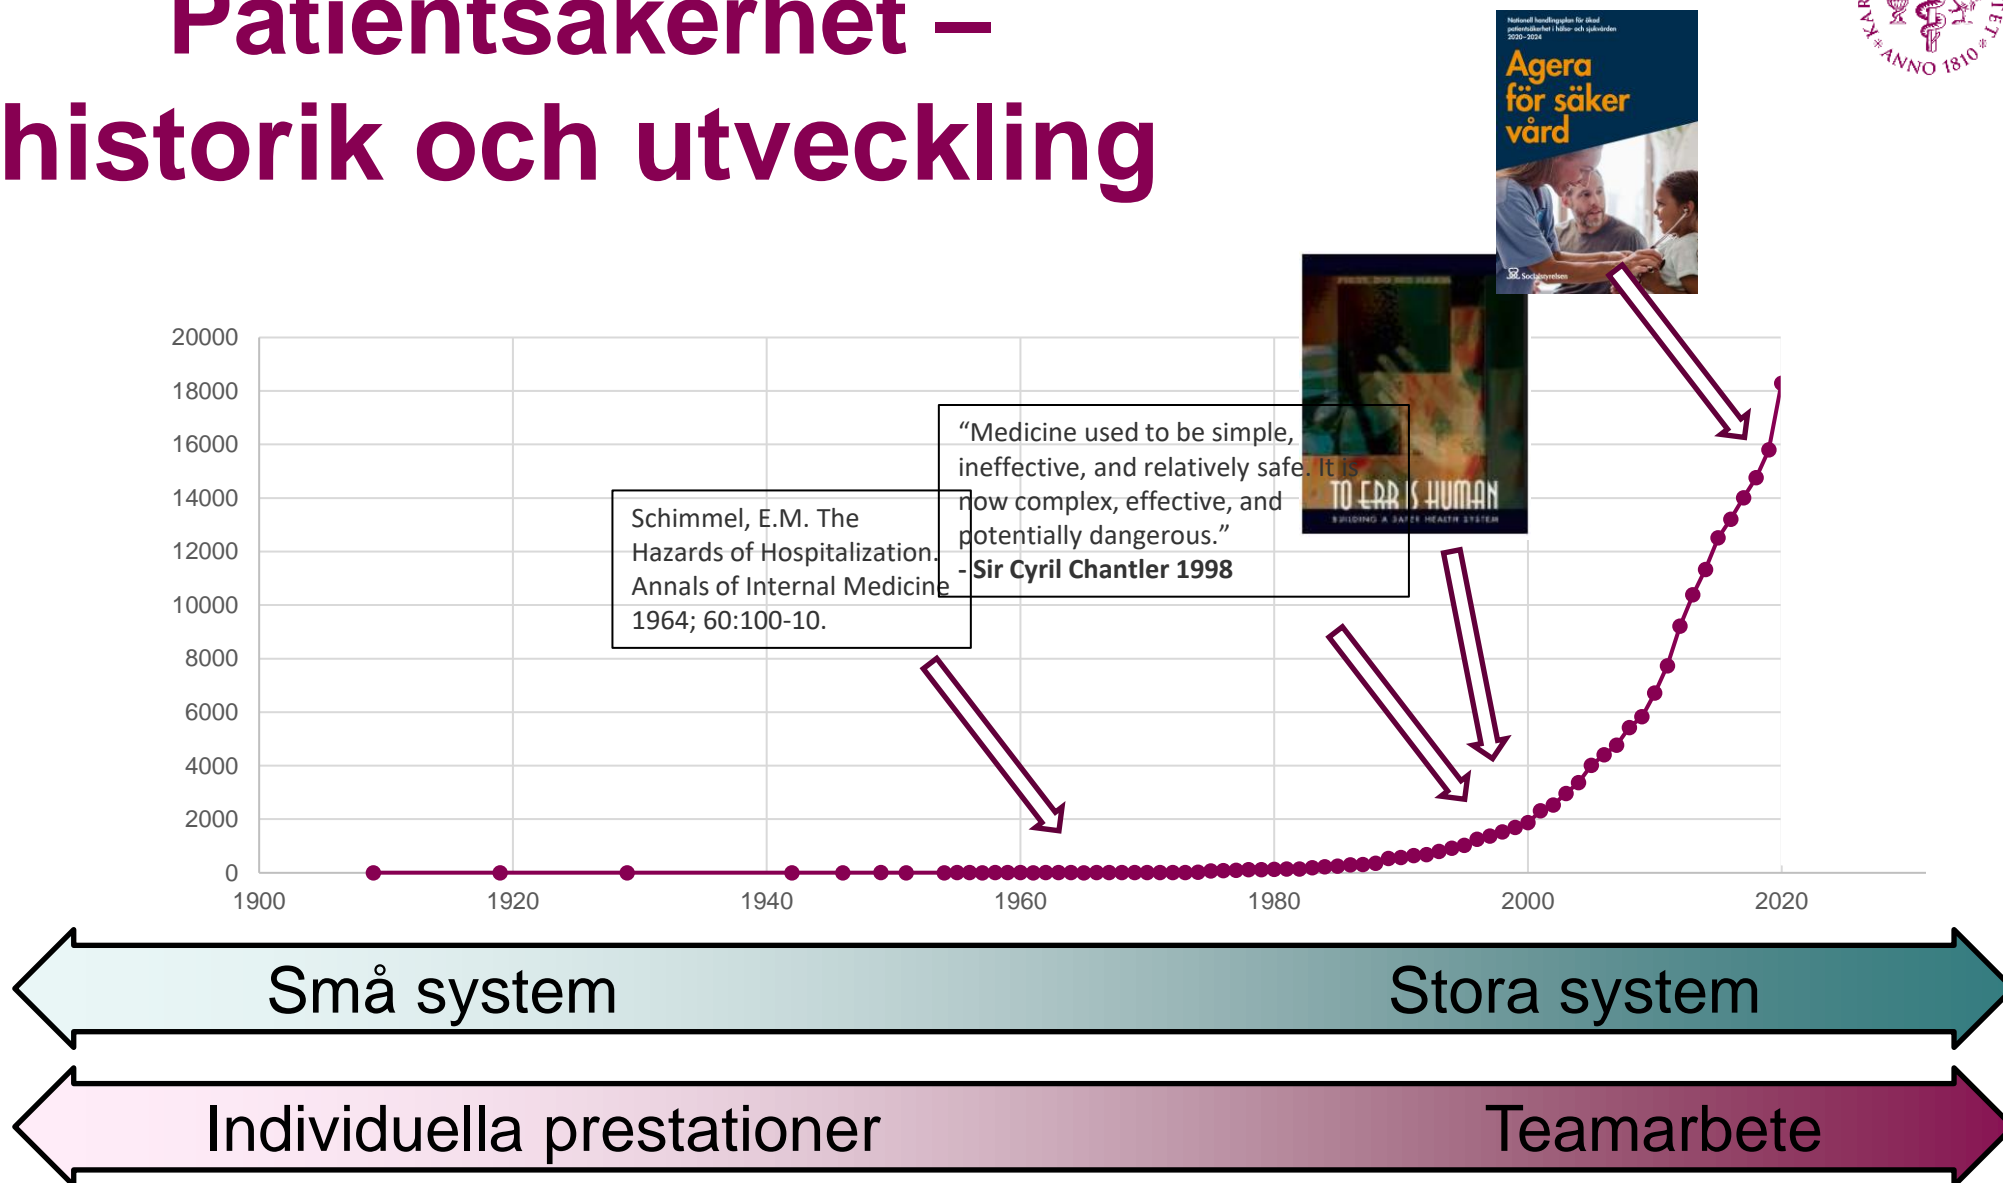 Patientsäkerhet –
historik och utveckling
ANNO 1810
Nationell handlingsplan för ökad
patientsäkerhet i hälso- och sjukvården
2020–2024
Agera
för säker
vård
Socialstyrelsen
FIRST DO NO HARM
TO ERR IS HUMAN
BUILDING A SAFER HEALTH SYSTEM
“Medicine used to be simple,
ineffective, and relatively safe. It is
now complex, effective, and
potentially dangerous.”
- Sir Cyril Chantler 1998
Schimmel, E.M. The
Hazards of Hospitalization.
Annals of Internal Medicine
1964; 60:100-10.
20000
18000
16000
14000
12000
10000
8000
6000
4000
2000
0
1900 1920 1940 1960 1980 2000 2020
Små system Stora system
Individuella prestationer Teamarbete